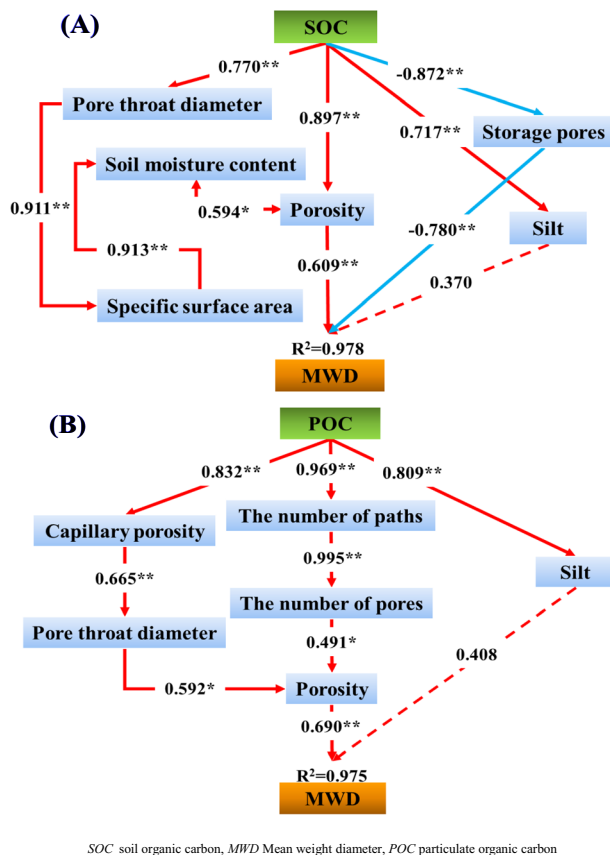 (A)
SOC
0.770**
-0.872**
Pore throat diameter
0.897**
0.717**
Storage pores
Soil moisture content
0.911**
0.594*
Porosity
-0.780**
Silt
0.913**
0.609**
0.370
Specific surface area
R²=0.978
MWD
(B)
POC
0.832**
0.969**
0.809**
Capillary porosity
The number of paths
0.995**
Silt
0.665**
The number of pores
Pore throat diameter
0.491*
0.408
0.592*
Porosity
0.690**
R²=0.975
MWD
SOC soil organic carbon, MWD Mean weight diameter, POC particulate organic carbon